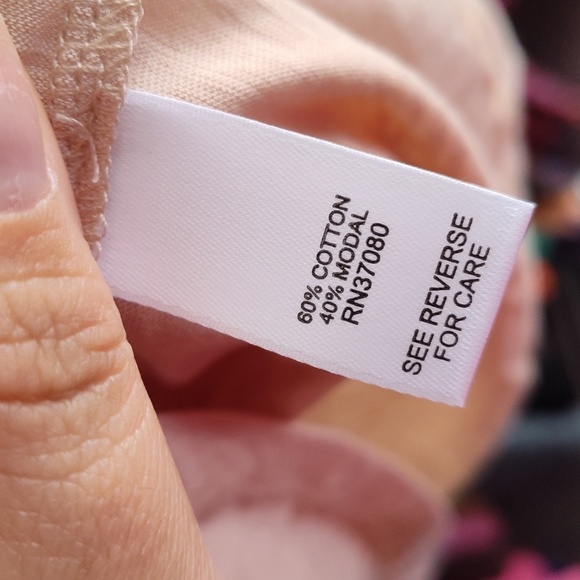 60% COTTON
40% MODAL
RN37080
SEE REVERSE
FOR CARE